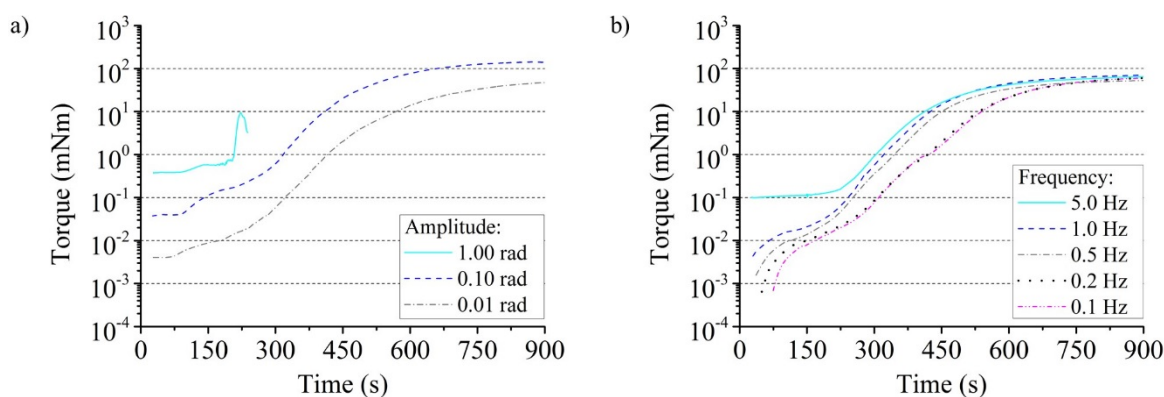 a)
Torque (mNm)
10³
10²
10¹
10⁰
10⁻¹
10⁻²
10⁻³
10⁻⁴
0 150 300 450 600 750 900
Time (s)
Amplitude:
1.00 rad
0.10 rad
0.01 rad
b)
Torque (mNm)
10³
10²
10¹
10⁰
10⁻¹
10⁻²
10⁻³
10⁻⁴
0 150 300 450 600 750 900
Time (s)
Frequency:
5.0 Hz
1.0 Hz
0.5 Hz
0.2 Hz
0.1 Hz